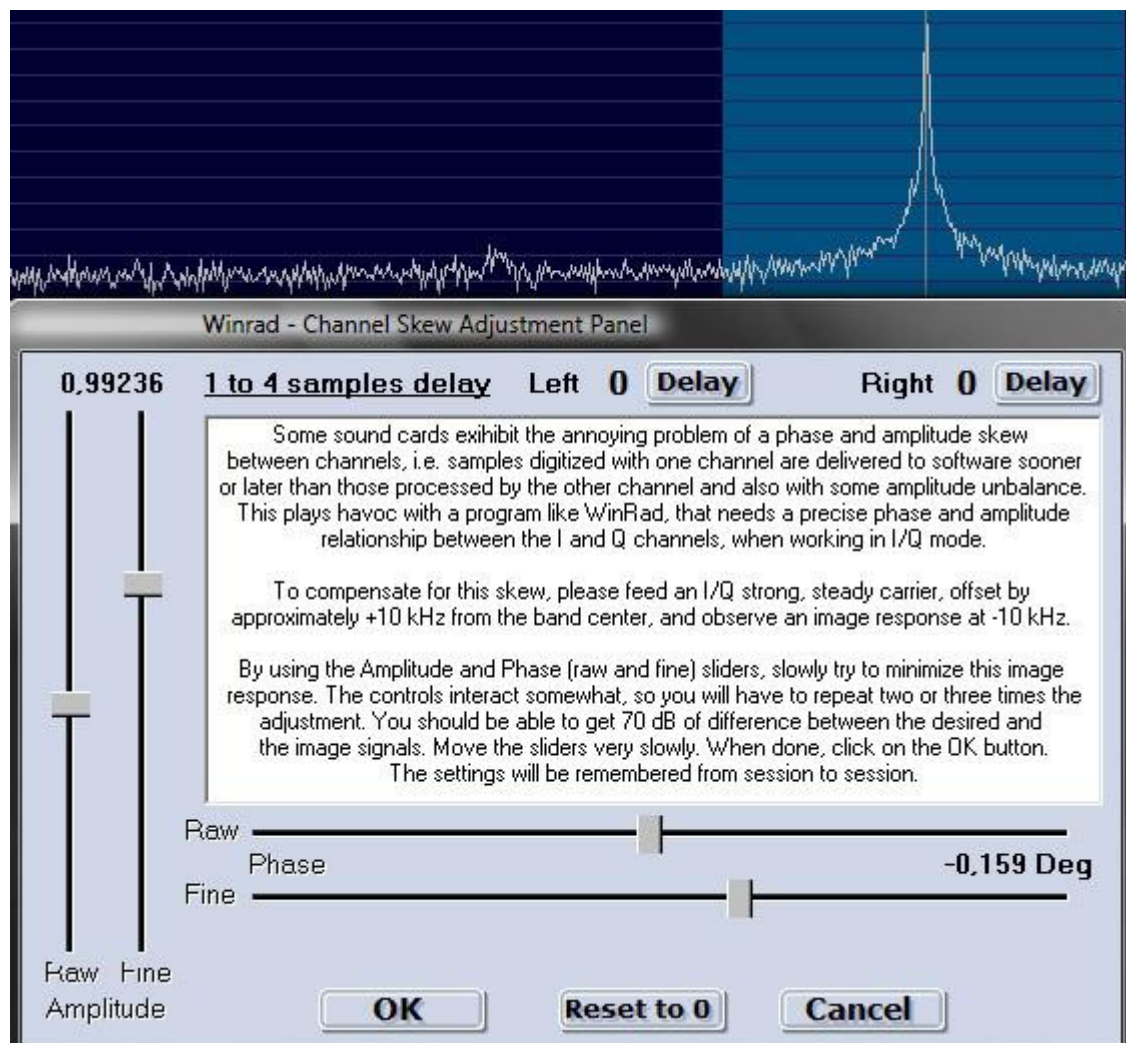 Winrad - Channel Skew Adjustment Panel
0,99236 1 to 4 samples delay Left 0 Delay Right 0 Delay
Some sound cards exihibit the annoying problem of a phase and amplitude skew
between channels, i.e. samples digitized with one channel are delivered to software sooner
or later than those processed by the other channel and also with some amplitude unbalance.
This plays havoc with a program like WinRad, that needs a precise phase and amplitude
relationship between the I and Q channels, when working in I/Q mode.
To compensate for this skew, please feed an I/Q strong, steady carrier, offset by
approximately +10 kHz from the band center, and observe an image response at -10 kHz.
By using the Amplitude and Phase (raw and fine) sliders, slowly try to minimize this image
response. The controls interact somewhat, so you will have to repeat two or three times the
adjustment. You should be able to get 70 dB of difference between the desired and
the image signals. Move the sliders very slowly. When done, click on the OK button.
The settings will be remembered from session to session.
Raw
Phase -0,159 Deg
Fine
Raw Fine
Amplitude OK Reset to 0 Cancel